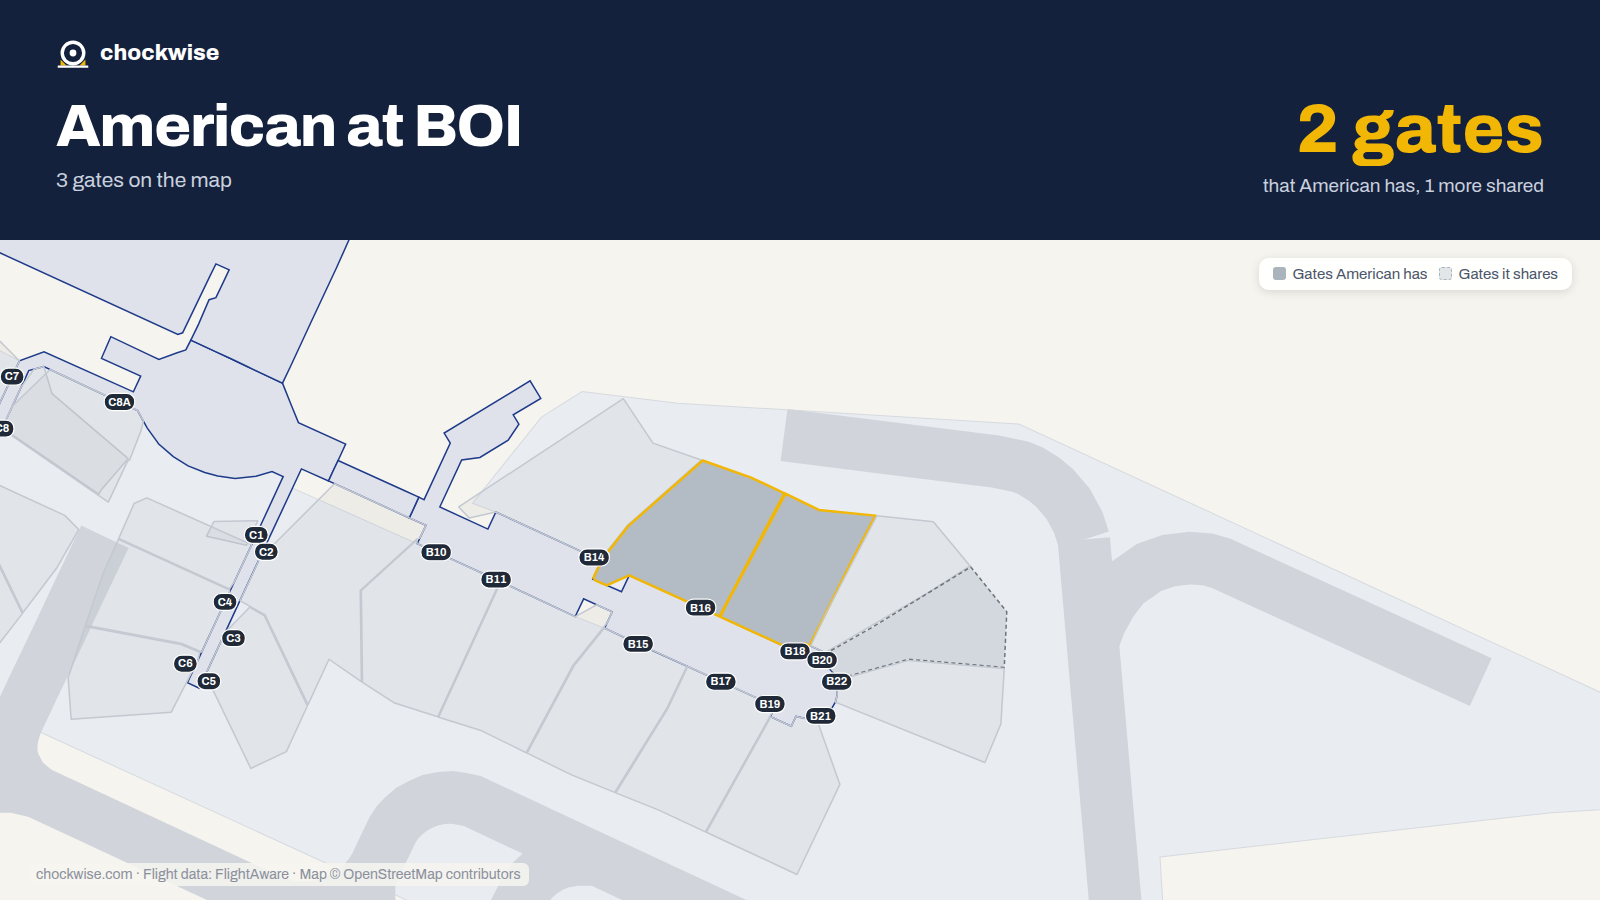 chockwise
American at BOI
3 gates on the map
2 gates
that American has, 1 more shared
Gates American has
Gates it shares
C7
C8A
C8
C1
C2
B10
B14
B11
C4
B16
C3
B15
B18
B20
C6
C5
B17
B22
B19
B21
chockwise.com · Flight data: FlightAware · Map © OpenStreetMap contributors